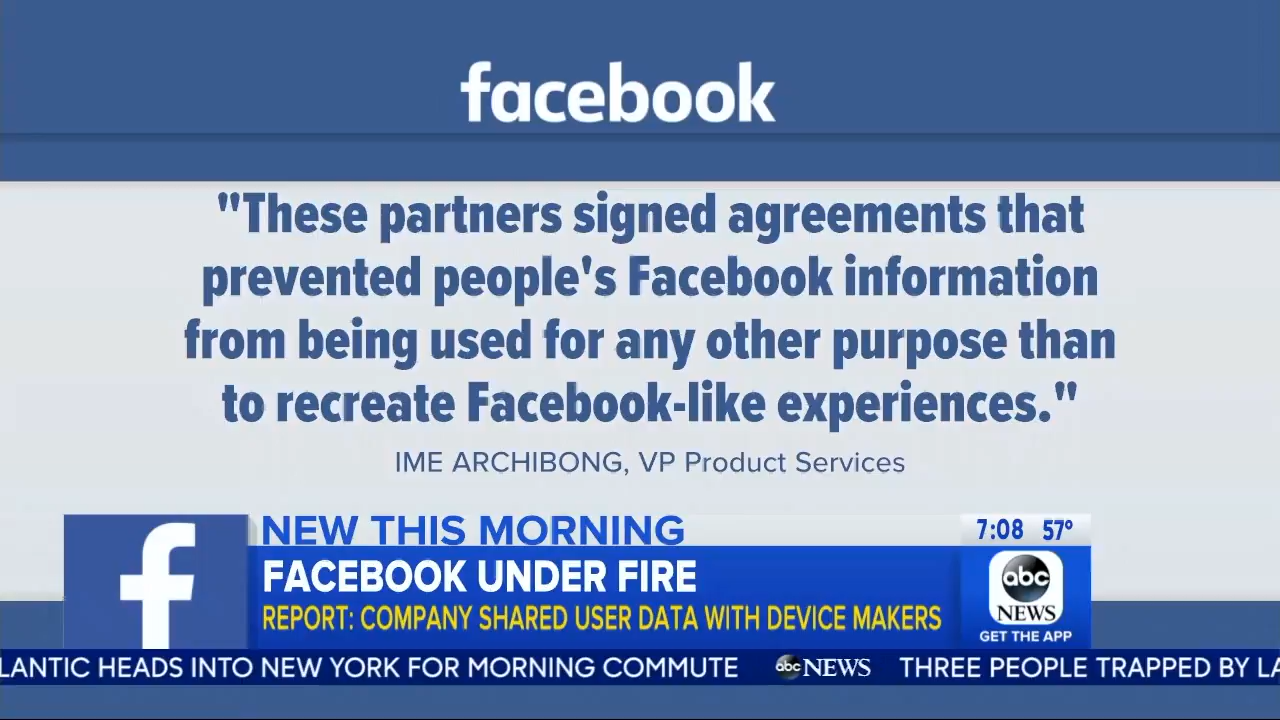 facebook
"These partners signed agreements that
prevented people's Facebook information
from being used for any other purpose than
to recreate Facebook-like experiences."
IME ARCHIBONG, VP Product Services
f
NEW THIS MORNING
7:08 57°
FACEBOOK UNDER FIRE
REPORT: COMPANY SHARED USER DATA WITH DEVICE MAKERS
abc
NEWS
GET THE APP
LANTIC HEADS INTO NEW YORK FOR MORNING COMMUTE abc NEWS THREE PEOPLE TRAPPED BY LA